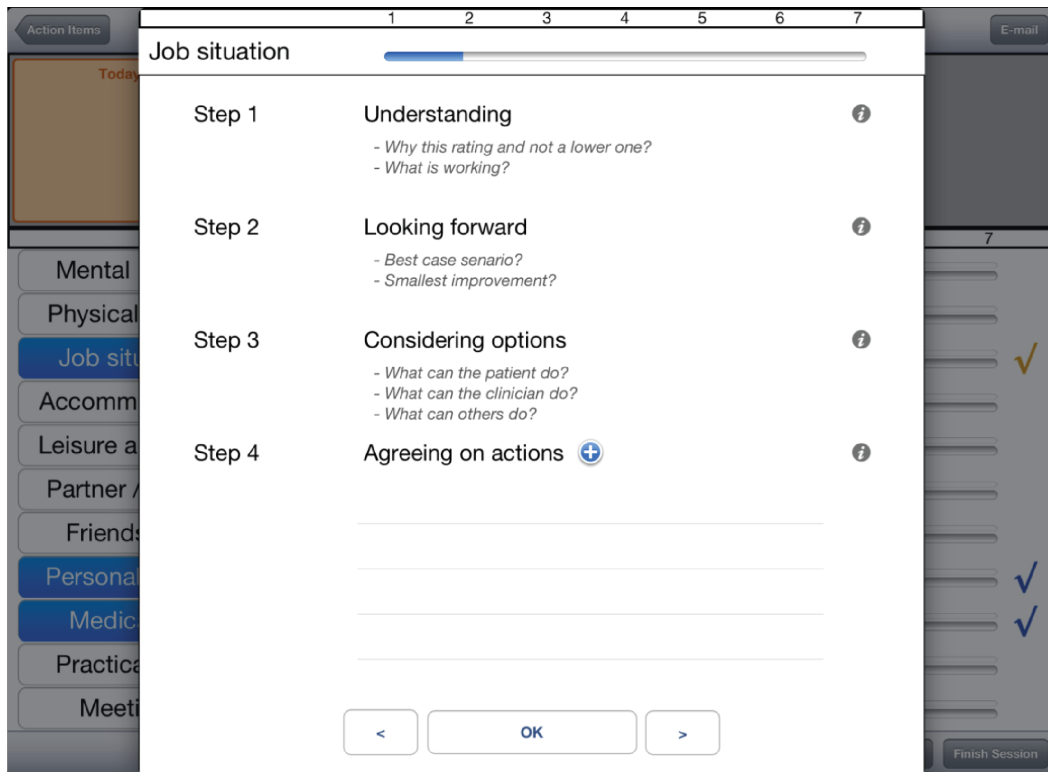 Action Items
E-mail
1 2 3 4 5 6 7
Job situation
Today
7
Step 1 Understanding
- Why this rating and not a lower one?
- What is working?
Step 2 Looking forward
- Best case senario?
- Smallest improvement?
Step 3 Considering options
- What can the patient do?
- What can the clinician do?
- What can others do?
Step 4 Agreeing on actions
Mental
Physical
Job situ
Accomm
Leisure a
Partner /
Friends
Personal
Medic
Practica
Meeti
< OK >
Finish Session